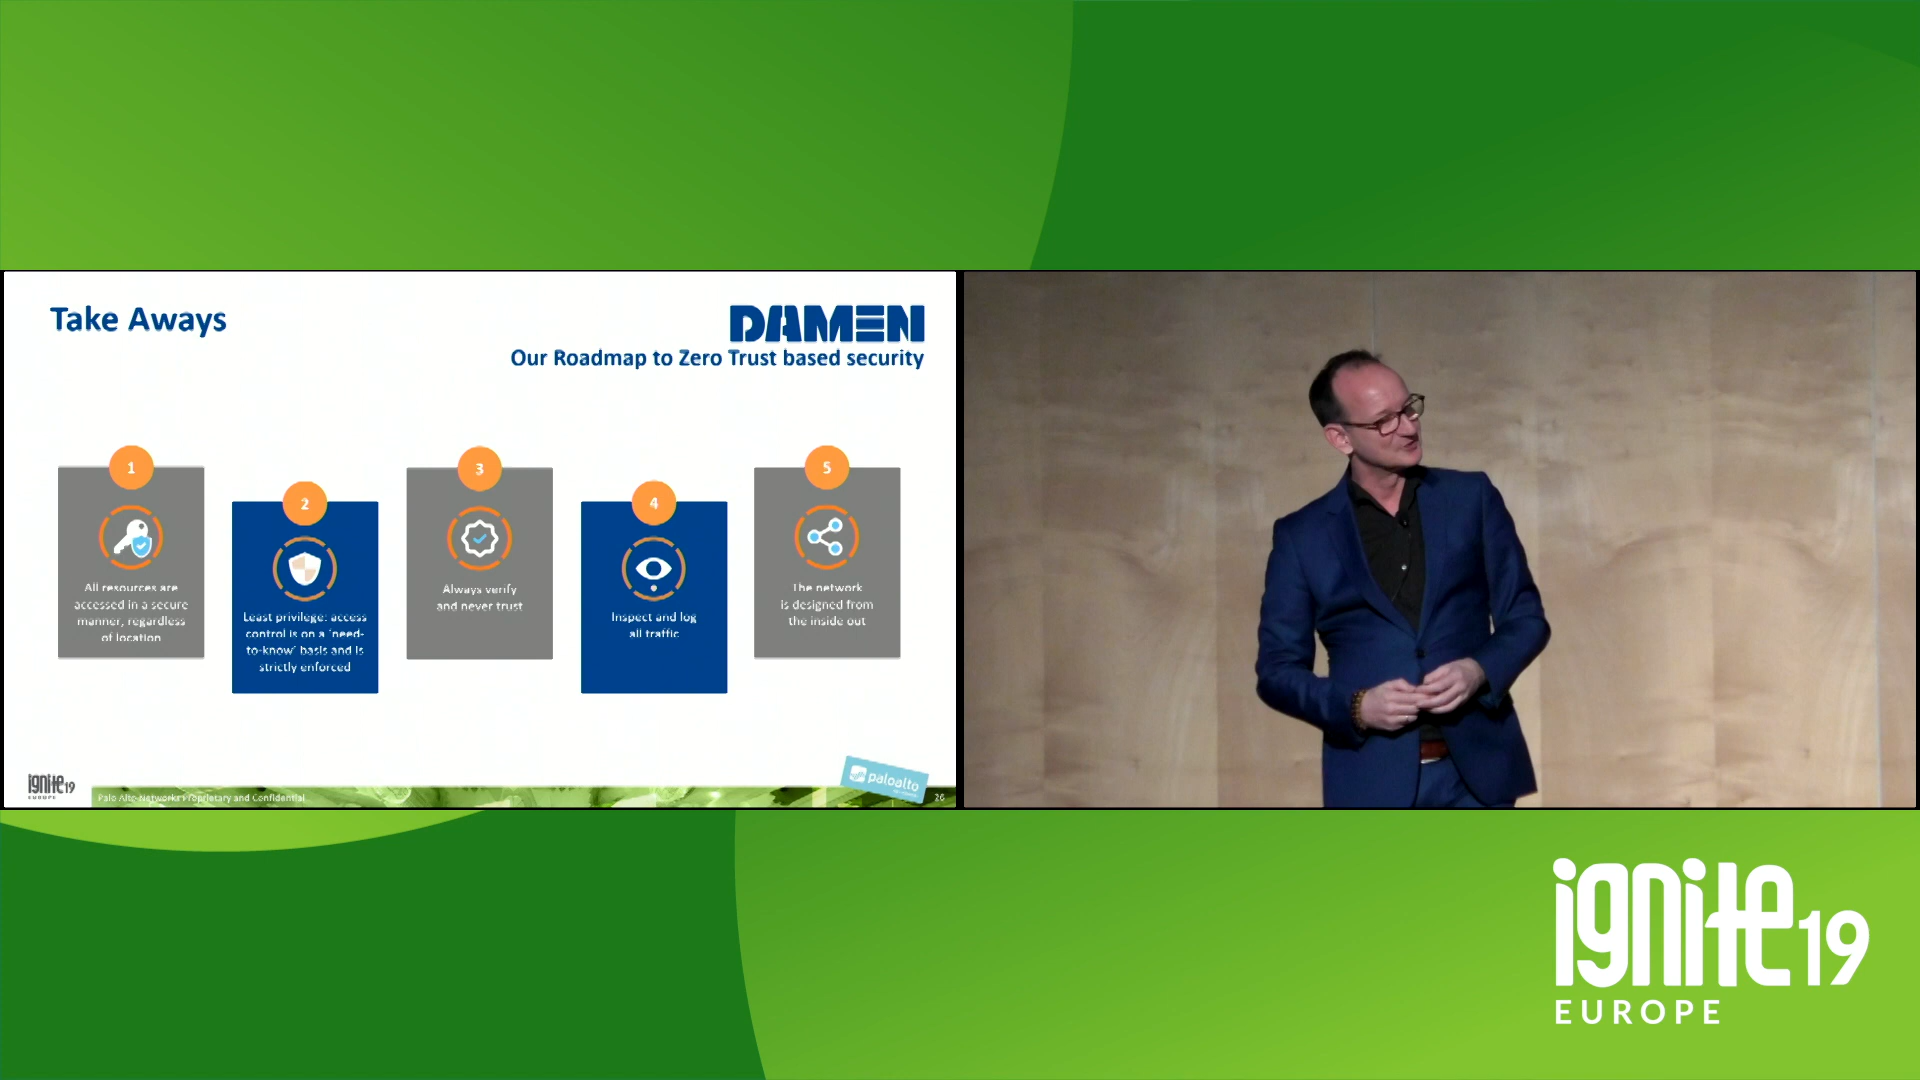 Take Aways
DAMEN
Our Roadmap to Zero Trust based security
1
All resources are
accessed in a secure
manner, regardless
of location
2
Least privilege: access
control is on a 'need-
to-know' basis and is
strictly enforced
3
Always verify
and never trust
4
Inspect and log
all traffic
5
The network
is designed from
the inside out
ignite19
EUROPE
Palo Alto Networks Proprietary and Confidential
paloalto
26
ignite19
EUROPE